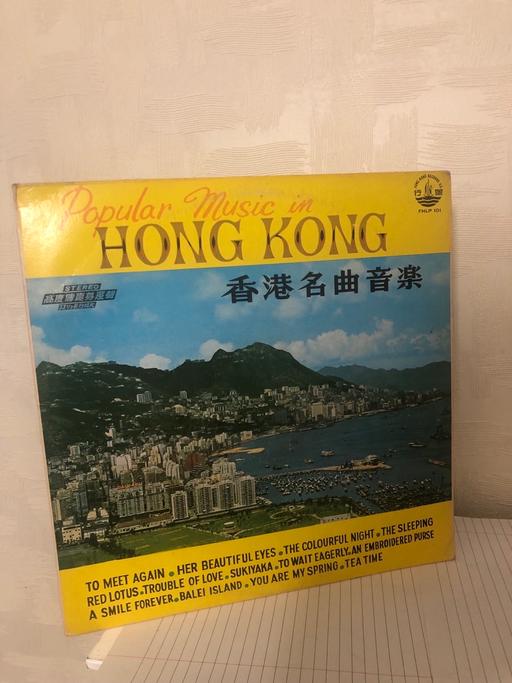 Popular Music in
HONG KONG
FHLP 101
香港名曲音楽
STEREO
TO MEET AGAIN • HER BEAUTIFUL EYES • THE COLOURFUL NIGHT • THE SLEEPING
RED LOTUS • TROUBLE OF LOVE • SUKIYAKA • TO WAIT EAGERLY • AN EMBROIDERED PURSE
A SMILE FOREVER • BALEI ISLAND • YOU ARE MY SPRING • TEA TIME